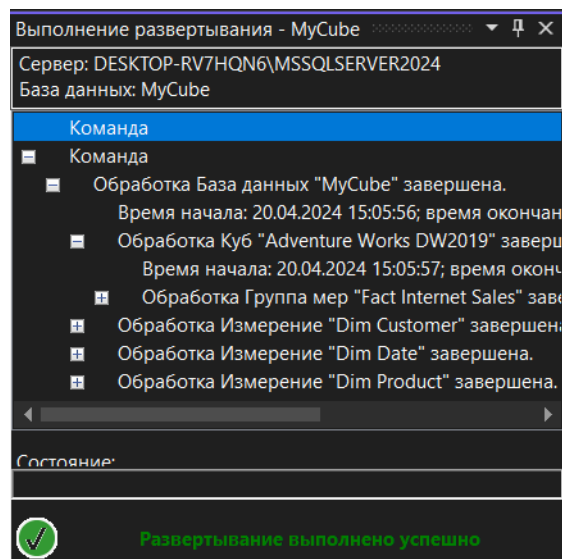 Выполнение развертывания - MyCube
Сервер: DESKTOP-RV7HQN6\MSSQLSERVER2024
База данных: MyCube
Команда
Команда
Обработка База данных "MyCube" завершена.
Время начала: 20.04.2024 15:05:56; время окончан
Обработка Куб "Adventure Works DW2019" заверш
Время начала: 20.04.2024 15:05:57; время оконч
Обработка Группа мер "Fact Internet Sales" заве
Обработка Измерение "Dim Customer" завершена
Обработка Измерение "Dim Date" завершена.
Обработка Измерение "Dim Product" завершена.
Состояние:
Развертывание выполнено успешно